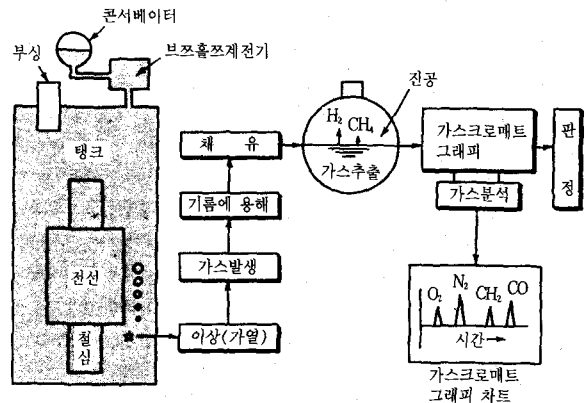 콘서베이터
부싱
브쯔홀쯔계전기
탱크
전선
철심
이상(가열)
가스발생
기름에 용해
채 유
진공
H₂
CH₄
가스추출
가스크로매트
그래피
가스분석
판정
O₂ N₂ CH₂ CO
시간 →
가스크로매트
그래피 차트